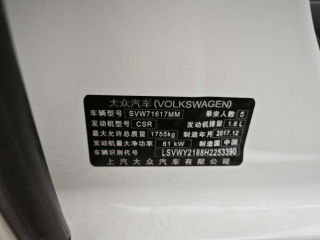 大众汽车(VOLKSWAGEN)
车辆型号 SVW71617MM 乘坐人数 5
发动机型号 CSR 发动机排量 1.6 L
最大允许总质量 1755kg 制造年月 2017.12
发动机最大净功率 81 kW 制造国 中国
车辆识别代号 LSVWY2188H2253390
上汽大众汽车有限公司